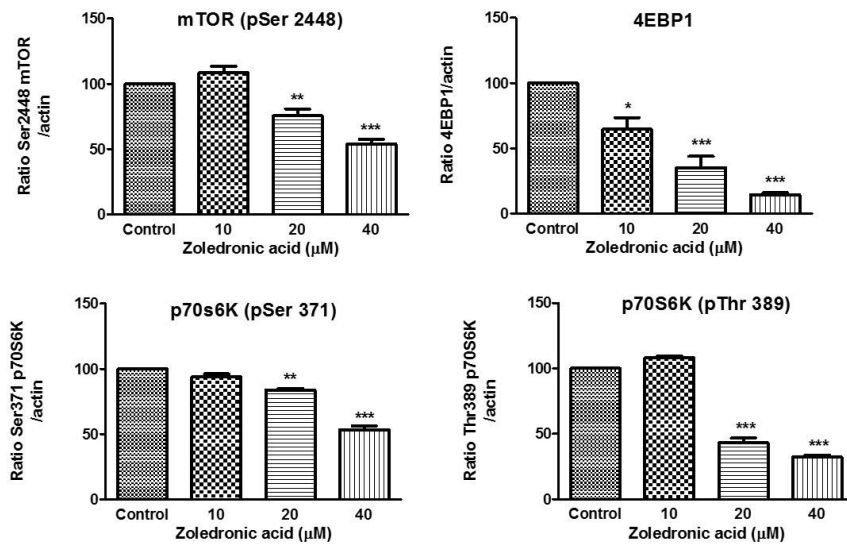 mTOR (pSer 2448)
Ratio Ser2448 mTOR
/actin
150
100
50
0
**
***
Control 10 20 40
Zoledronic acid (μM)
4EBP1
Ratio 4EBP1/actin
150
100
50
0
*
***
***
Control 10 20 40
Zoledronic acid (μM)
p70s6K (pSer 371)
Ratio Ser371 p70S6K
/actin
150
100
50
0
**
***
Control 10 20 40
Zoledronic acid (μM)
p70S6K (pThr 389)
Ratio Thr389 p70S6K
/actin
150
100
50
0
***
***
Control 10 20 40
Zoledronic acid (μM)